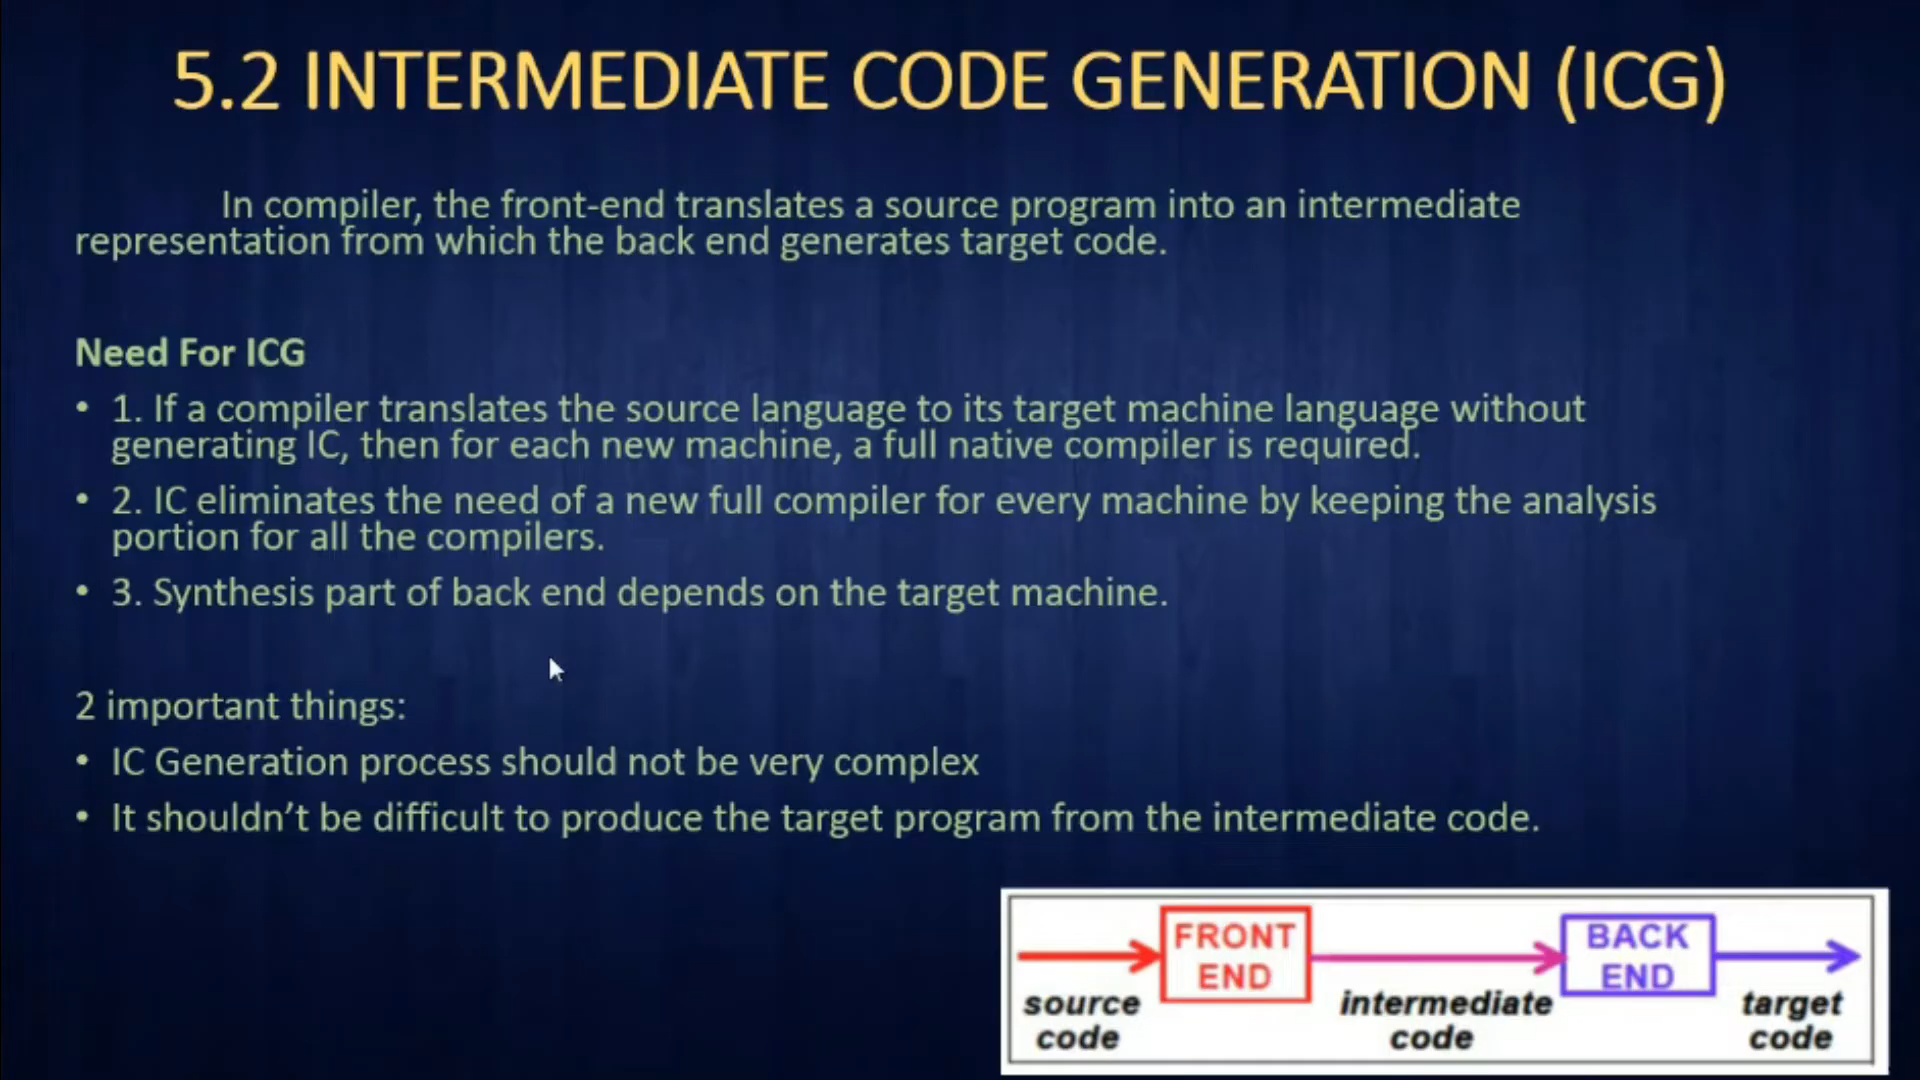 5.2 INTERMEDIATE CODE GENERATION (ICG)
In compiler, the front-end translates a source program into an intermediate
representation from which the back end generates target code.
Need For ICG
• 1. If a compiler translates the source language to its target machine language without
generating IC, then for each new machine, a full native compiler is required.
• 2. IC eliminates the need of a new full compiler for every machine by keeping the analysis
portion for all the compilers.
• 3. Synthesis part of back end depends on the target machine.
2 important things:
• IC Generation process should not be very complex
• It shouldn’t be difficult to produce the target program from the intermediate code.
FRONT
END
BACK
END
source
code
intermediate
code
target
code